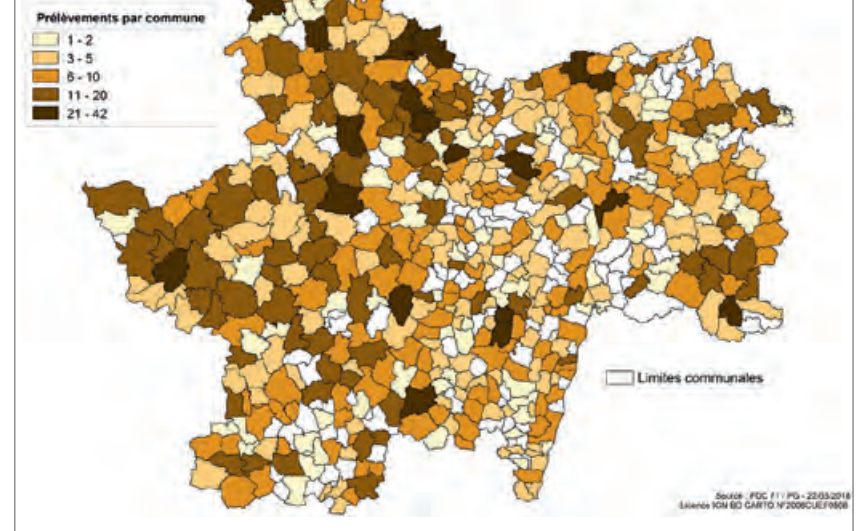 Prélèvements par commune
1 - 2
3 - 5
6 - 10
11 - 20
21 - 42
Limites communales
Source : FDC 71 / PG - 22/03/2018
Licence IGN BD CARTO N°2006CUEF0608